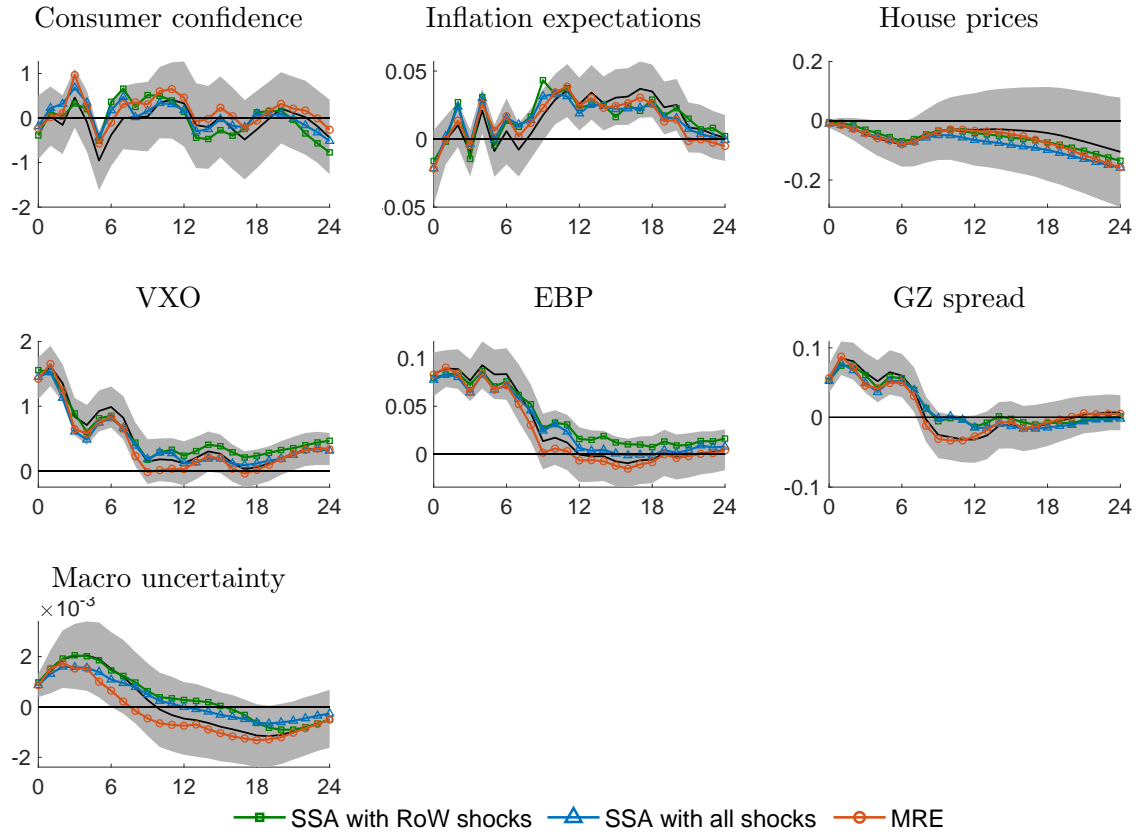 Consumer confidence Inflation expectations House prices
1 0 -1 -2
0 6 12 18 24
0.05 0 .05
0 6 12 18 24
0.2 0 -0.2
0 6 12 18 24
VXO EBP GZ spread
2 1 0
0 6 12 18 24
0.1 0.05 0
0 6 12 18 24
0.1 0 -0.1
0 6 12 18 24
Macro uncertainty
×10-3
2 0 -2
0 6 12 18 24
SSA with RoW shocks SSA with all shocks MRE